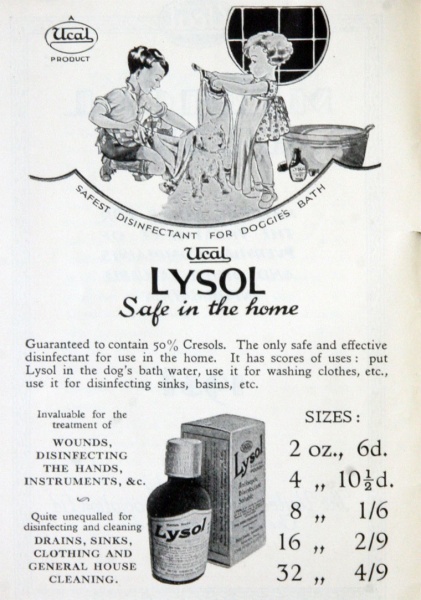 A
Ucal
PRODUCT
SAFEST DISINFECTANT FOR DOGGIE'S BATH
Ucal
LYSOL
Safe in the home
Guaranteed to contain 50% Cresols. The only safe and effective
disinfectant for use in the home. It has scores of uses : put
Lysol in the dog's bath water, use it for washing clothes, etc.,
use it for disinfecting sinks, basins, etc.
Invaluable for the
treatment of
WOUNDS,
DISINFECTING
THE HANDS,
INSTRUMENTS, &c.
Quite unequalled for
disinfecting and cleaning
DRAINS, SINKS,
CLOTHING AND
GENERAL HOUSE
CLEANING.
Lysol
Lysol
SIZES :
2 oz., 6d.
4 ,, 10½d.
8 ,, 1/6
16 ,, 2/9
32 ,, 4/9